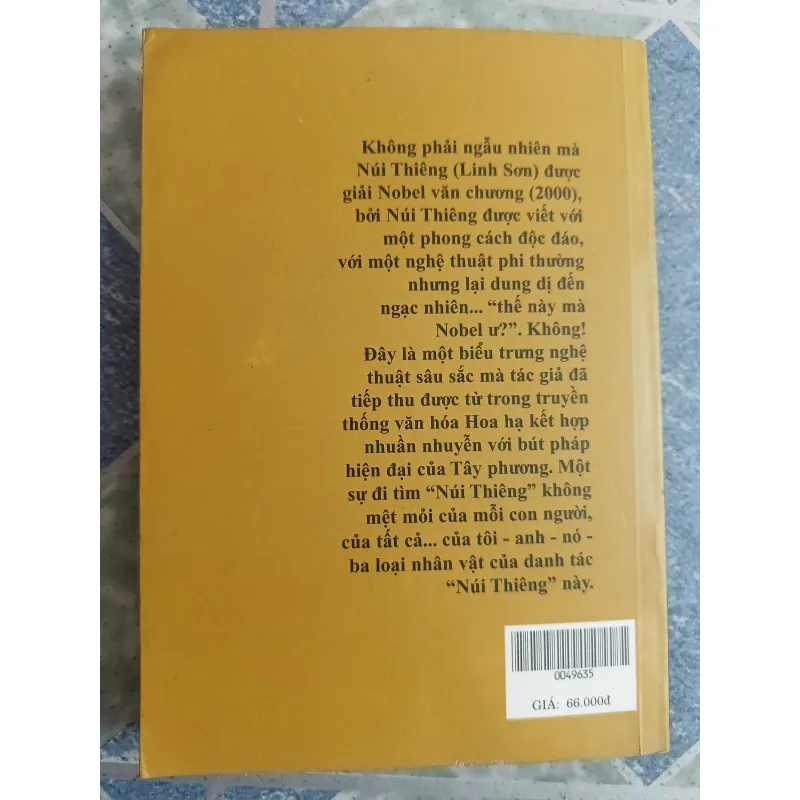 Không phải ngẫu nhiên mà
Núi Thiêng (Linh Sơn) được
giải Nobel văn chương (2000),
bởi Núi Thiêng được viết với
một phong cách độc đáo,
với một nghệ thuật phi thường
nhưng lại dung dị đến
ngạc nhiên... “thế này mà
Nobel ư?”. Không!
Đây là một biểu trưng nghệ
thuật sâu sắc mà tác giả đã
tiếp thu được từ trong truyền
thống văn hóa Hoa hạ kết hợp
nhuần nhuyễn với bút pháp
hiện đại của Tây phương. Một
sự đi tìm “Núi Thiêng” không
mệt mỏi của mỗi con người,
của tất cả... của tôi - anh - nó -
ba loại nhân vật của danh tác
“Núi Thiêng” này.
0049635
GIÁ: 66.000đ